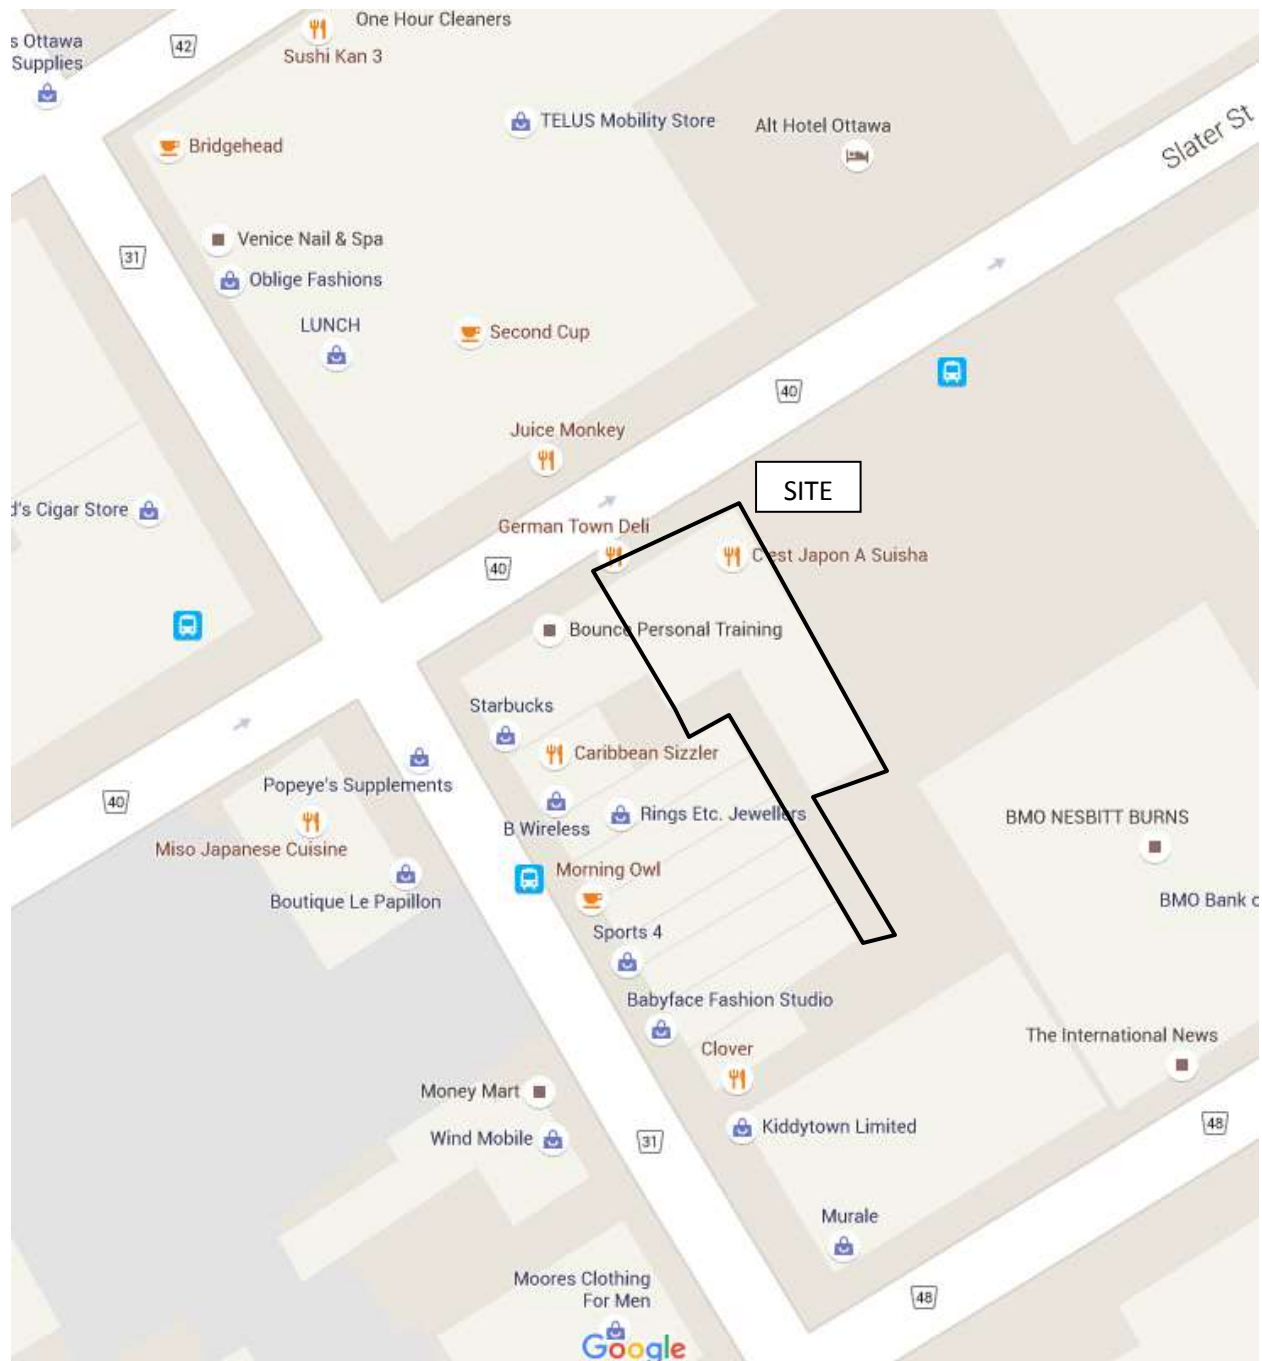 One Hour Cleaners
s Ottawa
Supplies
42
Sushi Kan 3
TELUS Mobility Store
Alt Hotel Ottawa
Slater St
Bridgehead
31
Venice Nail & Spa
Oblige Fashions
LUNCH
Second Cup
40
Juice Monkey
SITE
d's Cigar Store
German Town Deli
C'est Japon A Suisha
40
Bounce Personal Training
Starbucks
Caribbean Sizzler
Popeye's Supplements
40
Rings Etc. Jewellers
B Wireless
BMO NESBITT BURNS
Miso Japanese Cuisine
Morning Owl
Boutique Le Papillon
BMO Bank o
Sports 4
Babyface Fashion Studio
The International News
Clover
Money Mart
Kiddytown Limited
48
Wind Mobile
31
Murale
Moores Clothing
For Men
48
Google